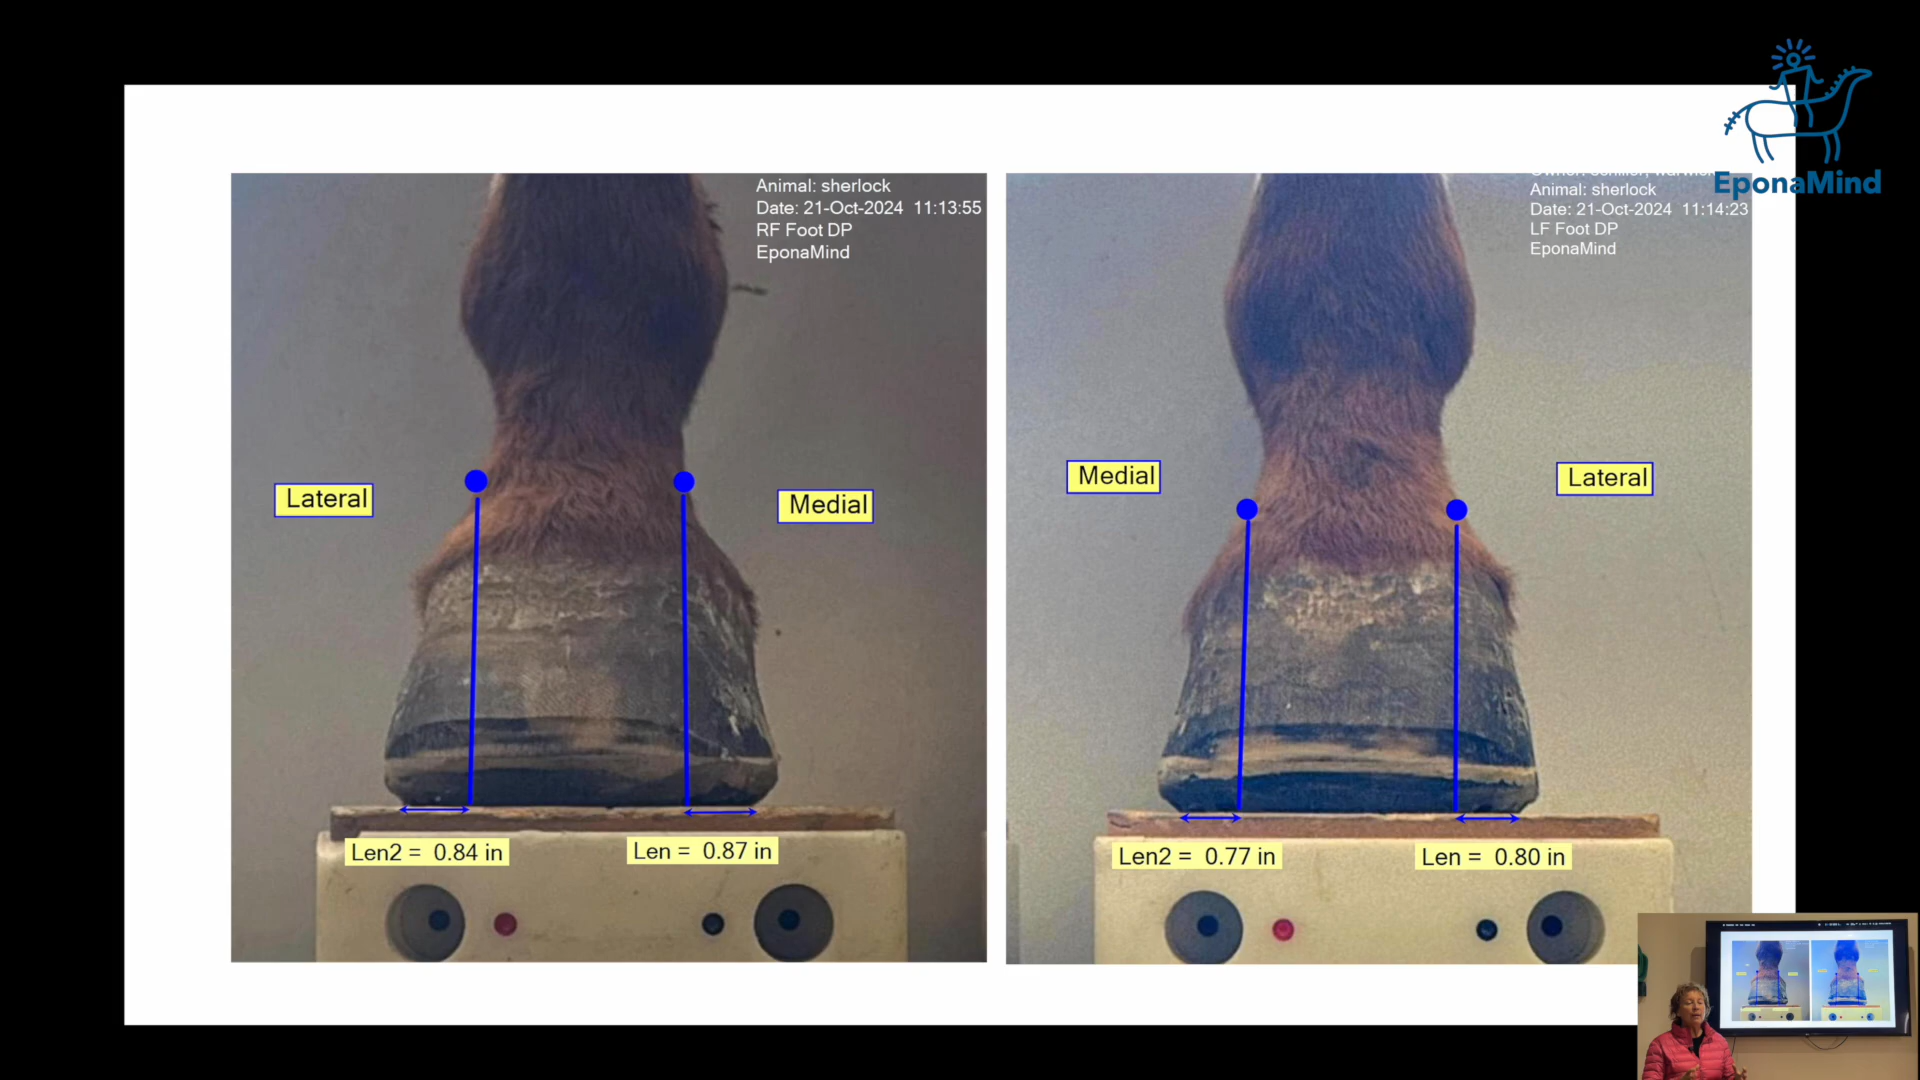 Animal: sherlock
Date: 21-Oct-2024 11:13:55
RF Foot DP
EponaMind
Lateral
Medial
Len2 = 0.84 in
Len = 0.87 in
Animal: sherlock
Date: 21-Oct-2024 11:14:23
LF Foot DP
EponaMind
Medial
Lateral
Len2 = 0.77 in
Len = 0.80 in
EponaMind